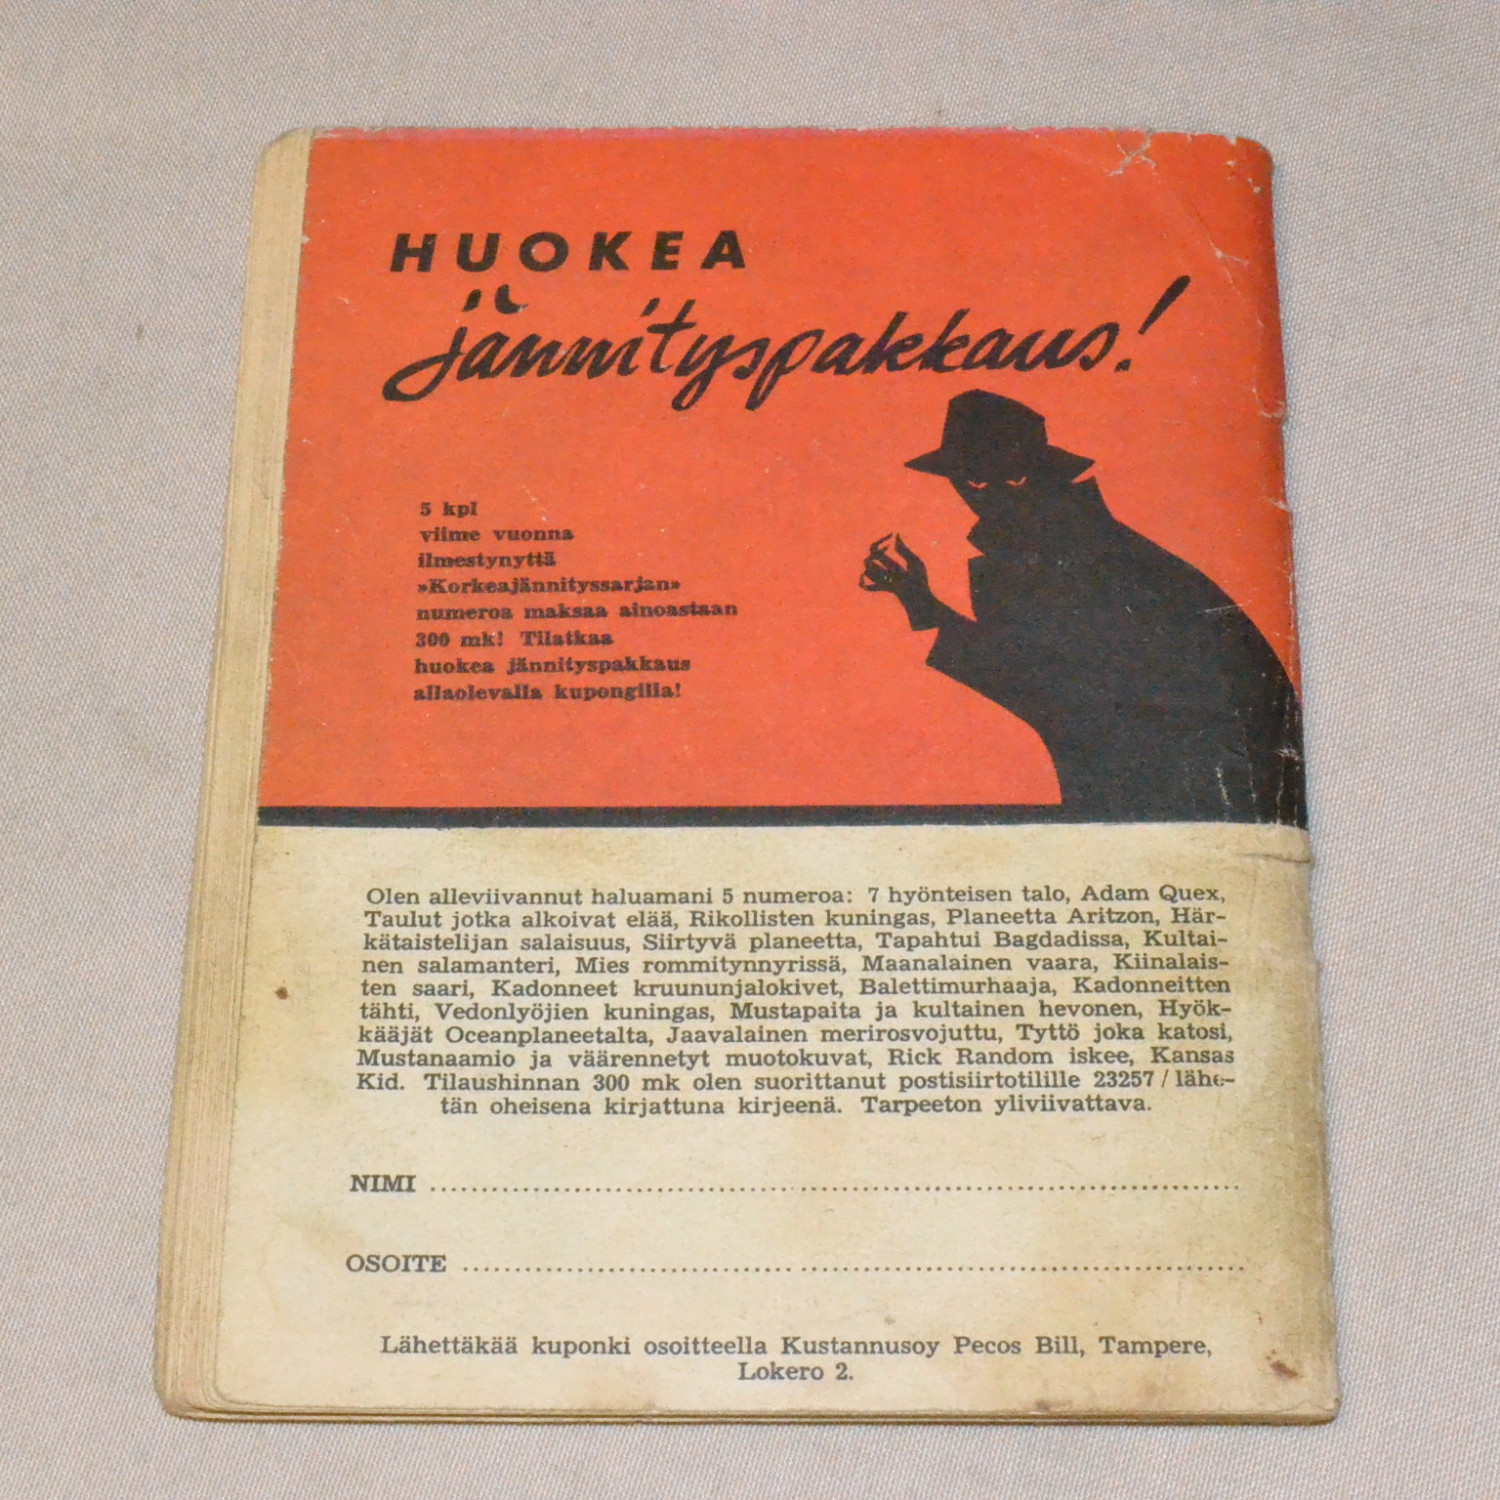 HUOKEA
jännityspakkaus!
5 kpl
viime vuonna
ilmestynyttä
»Korkeajännityssarjan»
numeroa maksaa ainoastaan
300 mk! Tilatkaa
huokea jännityspakkaus
allaolevalla kupongilla!
Olen alleviivannut haluamani 5 numeroa: 7 hyönteisen talo, Adam Quex,
Taulut jotka alkoivat elää, Rikollisten kuningas, Planeetta Aritzon, Här-
kätaistelijan salaisuus, Siirtyvä planeetta, Tapahtui Bagdadissa, Kultai-
nen salamanteri, Mies rommitynnyrissä, Maanalainen vaara, Kiinalais-
ten saari, Kadonneet kruununjalokivet, Balettimurhaaja, Kadonneitten
tähti, Vedonlyöjien kuningas, Mustapaita ja kultainen hevonen, Hyök-
kääjät Oceanplaneetalta, Jaavalainen merirosvojuttu, Tyttö joka katosi,
Mustanaamio ja väärennetyt muotokuvat, Rick Random iskee, Kansas
Kid. Tilaushinnan 300 mk olen suorittanut postisiirtotilille 23257 / lähe-
tän oheisena kirjattuna kirjeenä. Tarpeeton yliviivattava.
NIMI
OSOITE
Lähettäkää kuponki osoitteella Kustannusoy Pecos Bill, Tampere,
Lokero 2.